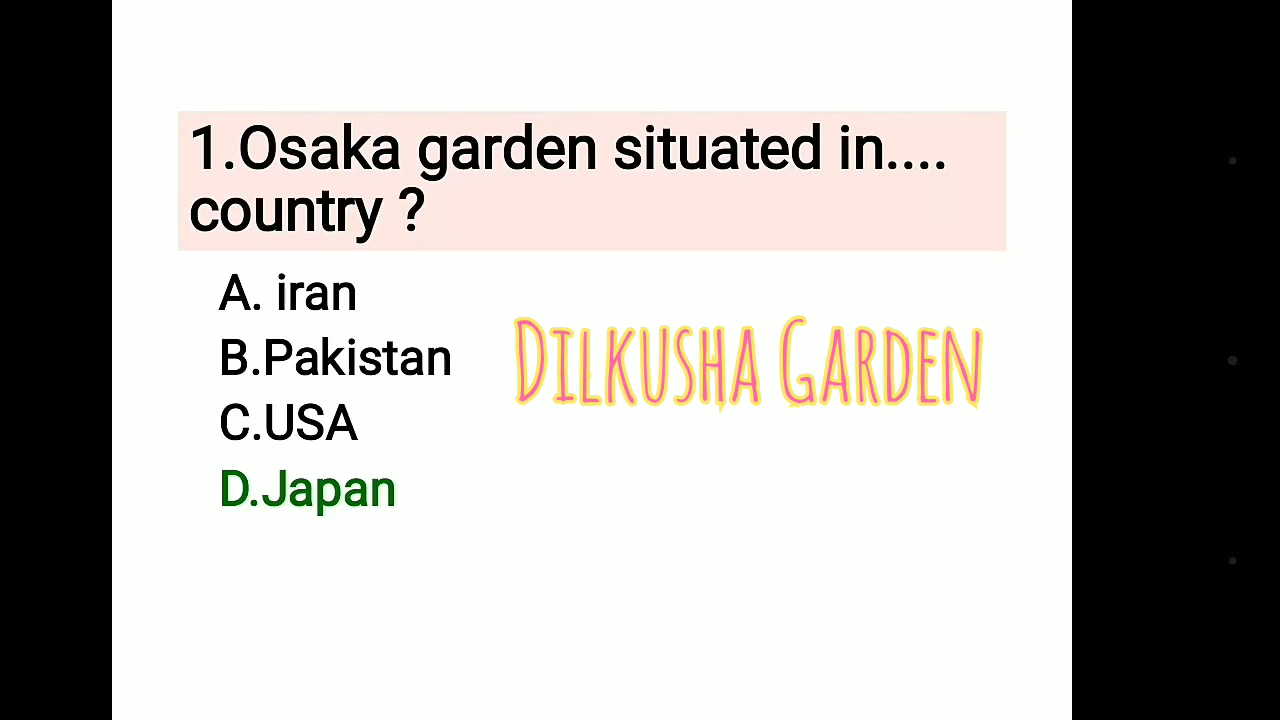 1.Osaka garden situated in....
country ?
A. iran
B.Pakistan
C.USA
D.Japan
Dilkusha Garden